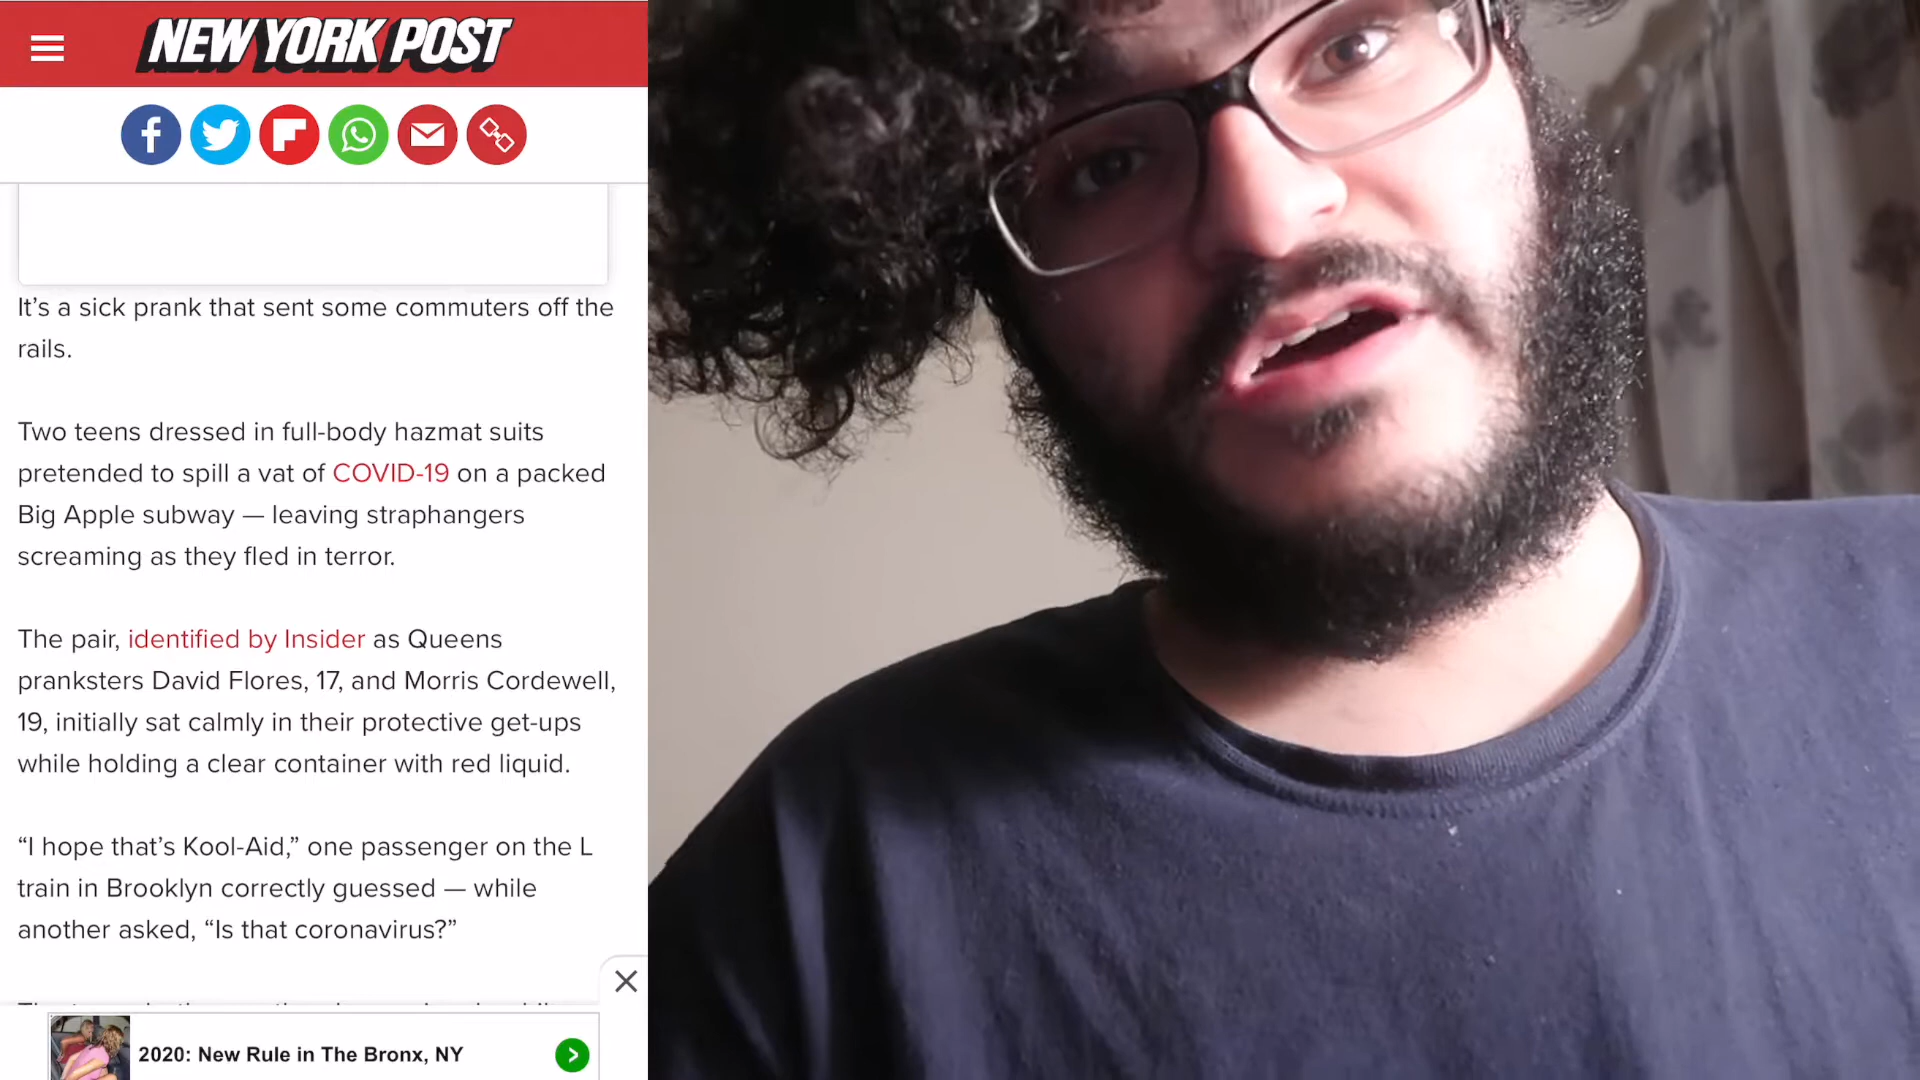 NEW YORK POST
It's a sick prank that sent some commuters off the
rails.
Two teens dressed in full-body hazmat suits
pretended to spill a vat of COVID-19 on a packed
Big Apple subway — leaving straphangers
screaming as they fled in terror.
The pair, identified by Insider as Queens
pranksters David Flores, 17, and Morris Cordewell,
19, initially sat calmly in their protective get-ups
while holding a clear container with red liquid.
“I hope that’s Kool-Aid,” one passenger on the L
train in Brooklyn correctly guessed — while
another asked, “Is that coronavirus?”
2020: New Rule in The Bronx, NY